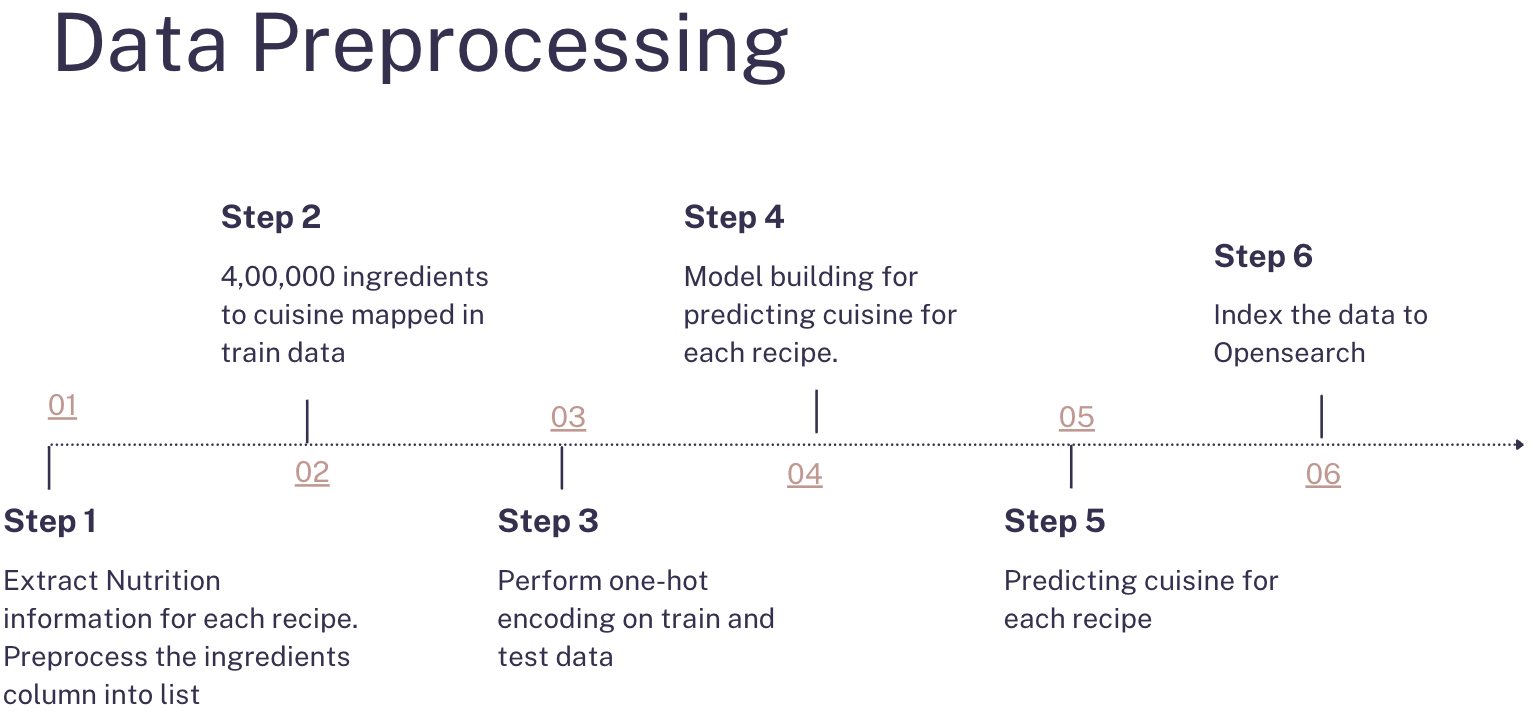 Data Preprocessing
01
Step 1
Extract Nutrition
information for each recipe.
Preprocess the ingredients
column into list
Step 2
4,00,000 ingredients
to cuisine mapped in
train data
02
03
Step 3
Perform one-hot
encoding on train and
test data
Step 4
Model building for
predicting cuisine for
each recipe.
04
05
Step 5
Predicting cuisine for
each recipe
Step 6
Index the data to
Opensearch
06